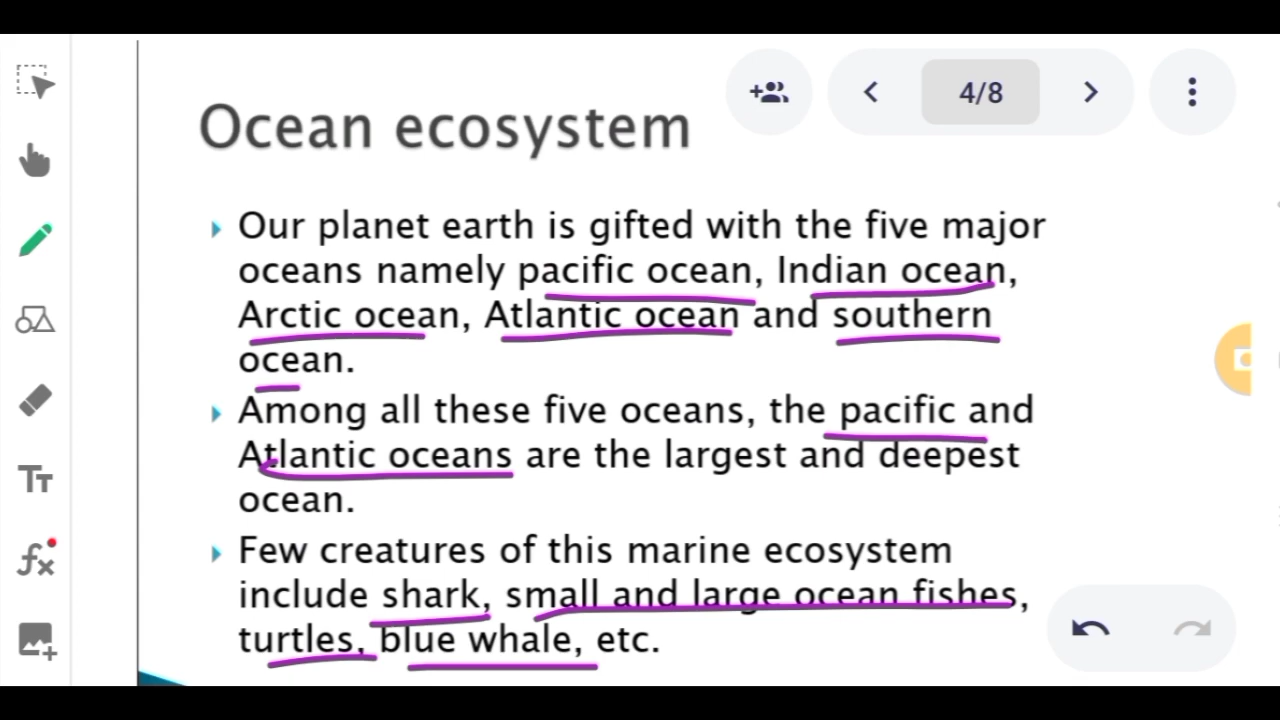 4/8
Ocean ecosystem
Our planet earth is gifted with the five major
oceans namely pacific ocean, Indian ocean,
Arctic ocean, Atlantic ocean and southern
ocean.
Among all these five oceans, the pacific and
Atlantic oceans are the largest and deepest
ocean.
Few creatures of this marine ecosystem
include shark, small and large ocean fishes,
turtles, blue whale, etc.
TT
fx